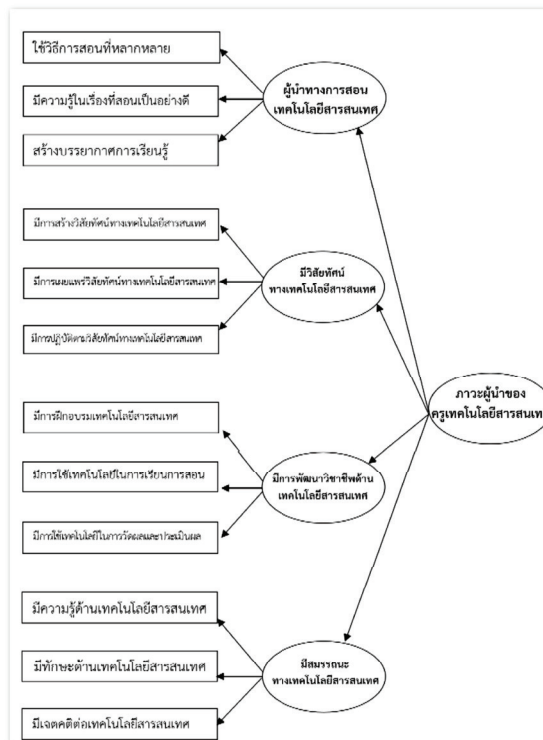 ใช้วิธีการสอนที่หลากหลาย
มีความรู้ในเรื่องที่สอนเป็นอย่างดี
สร้างบรรยากาศการเรียนรู้
ผู้นำทางการสอน
เทคโนโลยีสารสนเทศ
มีการสร้างวิสัยทัศน์ทางเทคโนโลยีสารสนเทศ
มีการเผยแพร่วิสัยทัศน์ทางเทคโนโลยีสารสนเทศ
มีการปฏิบัติตามวิสัยทัศน์ทางเทคโนโลยีสารสนเทศ
มีวิสัยทัศน์
ทางเทคโนโลยีสารสนเทศ
ภาวะผู้นำของ
ครูเทคโนโลยีสารสนเท
มีการฝึกอบรมเทคโนโลยีสารสนเทศ
มีการใช้เทคโนโลยีในการเรียนการสอน
มีการใช้เทคโนโลยีในการวัดผลและประเมินผล
มีการพัฒนาวิชาชีพด้าน
เทคโนโลยีสารสนเทศ
มีความรู้ด้านเทคโนโลยีสารสนเทศ
มีทักษะด้านเทคโนโลยีสารสนเทศ
มีเจตคติต่อเทคโนโลยีสารสนเทศ
มีสมรรถนะ
ทางเทคโนโลยีสารสนเทศ